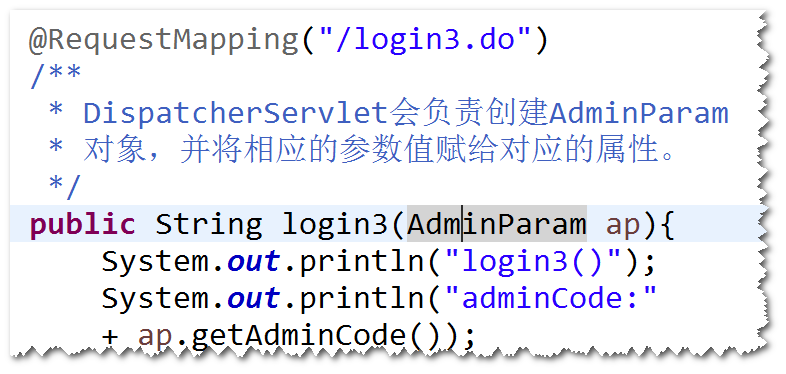 @RequestMapping("/login3.do")
/**
 * DispatcherServlet会负责创建AdminParam
 * 对象，并将相应的参数值赋给对应的属性。
 */
public String login3(AdminParam ap){
    System.out.println("login3()");
    System.out.println("adminCode:"
    + ap.getAdminCode());